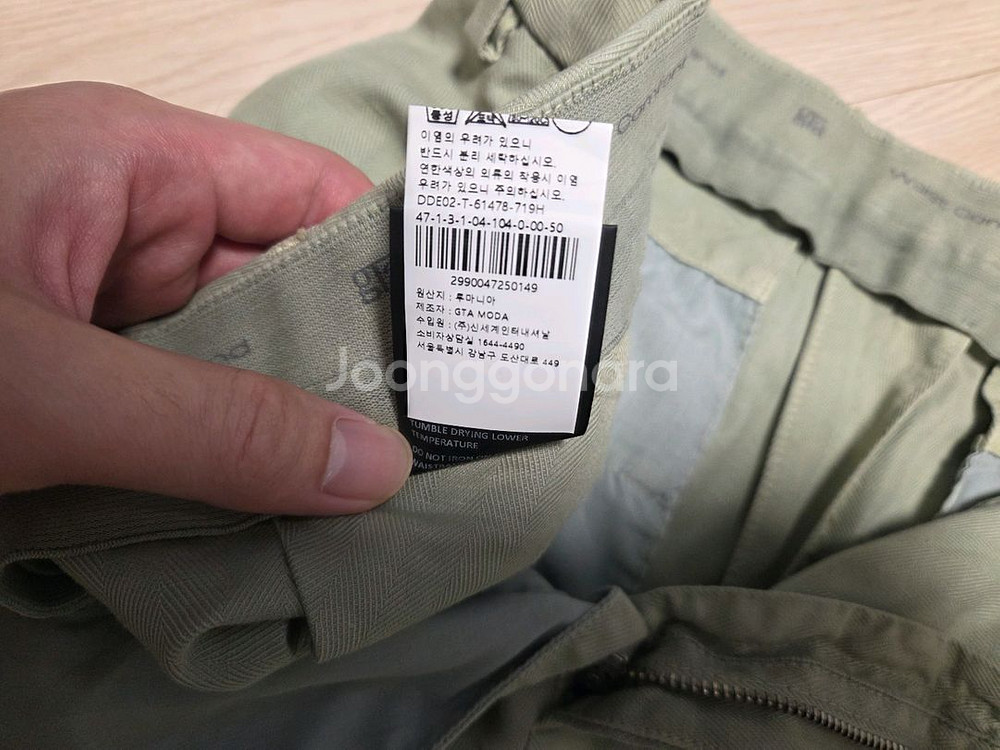 이염의 우려가 있으니
반드시 분리 세탁하십시오.
연한색상의 의류의 착용시 이염
우려가 있으니 주의하십시오.
DDE02-T-61478-719H
47-1-3-1-04-104-0-00-50
2990047250149
원산지 : 루마니아
제조자 : GTA MODA
수입원 : (주)신세계인터내셔날
소비자상담실 1644-4490
서울특별시 강남구 도산대로 449
Joonggonara
TUMBLE DRYING LOWER
TEMPERATURE
DO NOT IRON